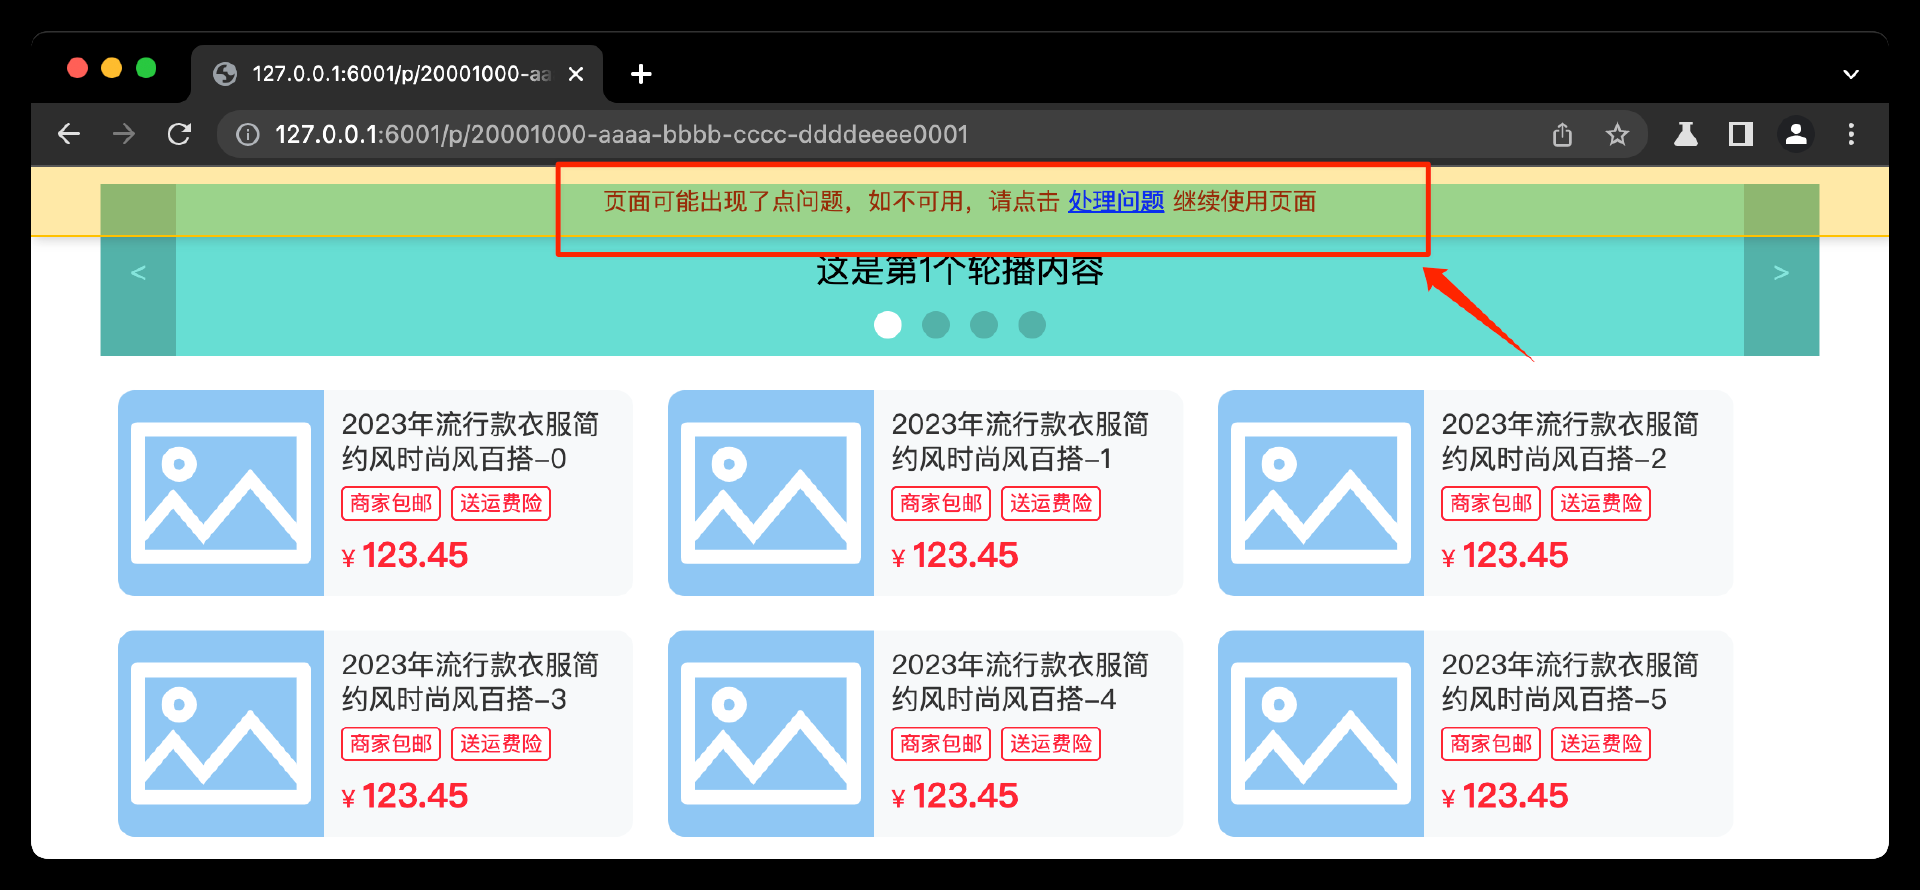 127.0.0.1:6001/p/20001000-aa
127.0.0.1:6001/p/20001000-aaaa-bbbb-cccc-ddddeeee0001
页面可能出现了点问题，如不可用，请点击 处理问题 继续使用页面
< 这是第1个轮播内容 >
2023年流行款衣服简
约风时尚风百搭-0
商家包邮 送运费险
¥ 123.45
2023年流行款衣服简
约风时尚风百搭-1
商家包邮 送运费险
¥ 123.45
2023年流行款衣服简
约风时尚风百搭-2
商家包邮 送运费险
¥ 123.45
2023年流行款衣服简
约风时尚风百搭-3
商家包邮 送运费险
¥ 123.45
2023年流行款衣服简
约风时尚风百搭-4
商家包邮 送运费险
¥ 123.45
2023年流行款衣服简
约风时尚风百搭-5
商家包邮 送运费险
¥ 123.45